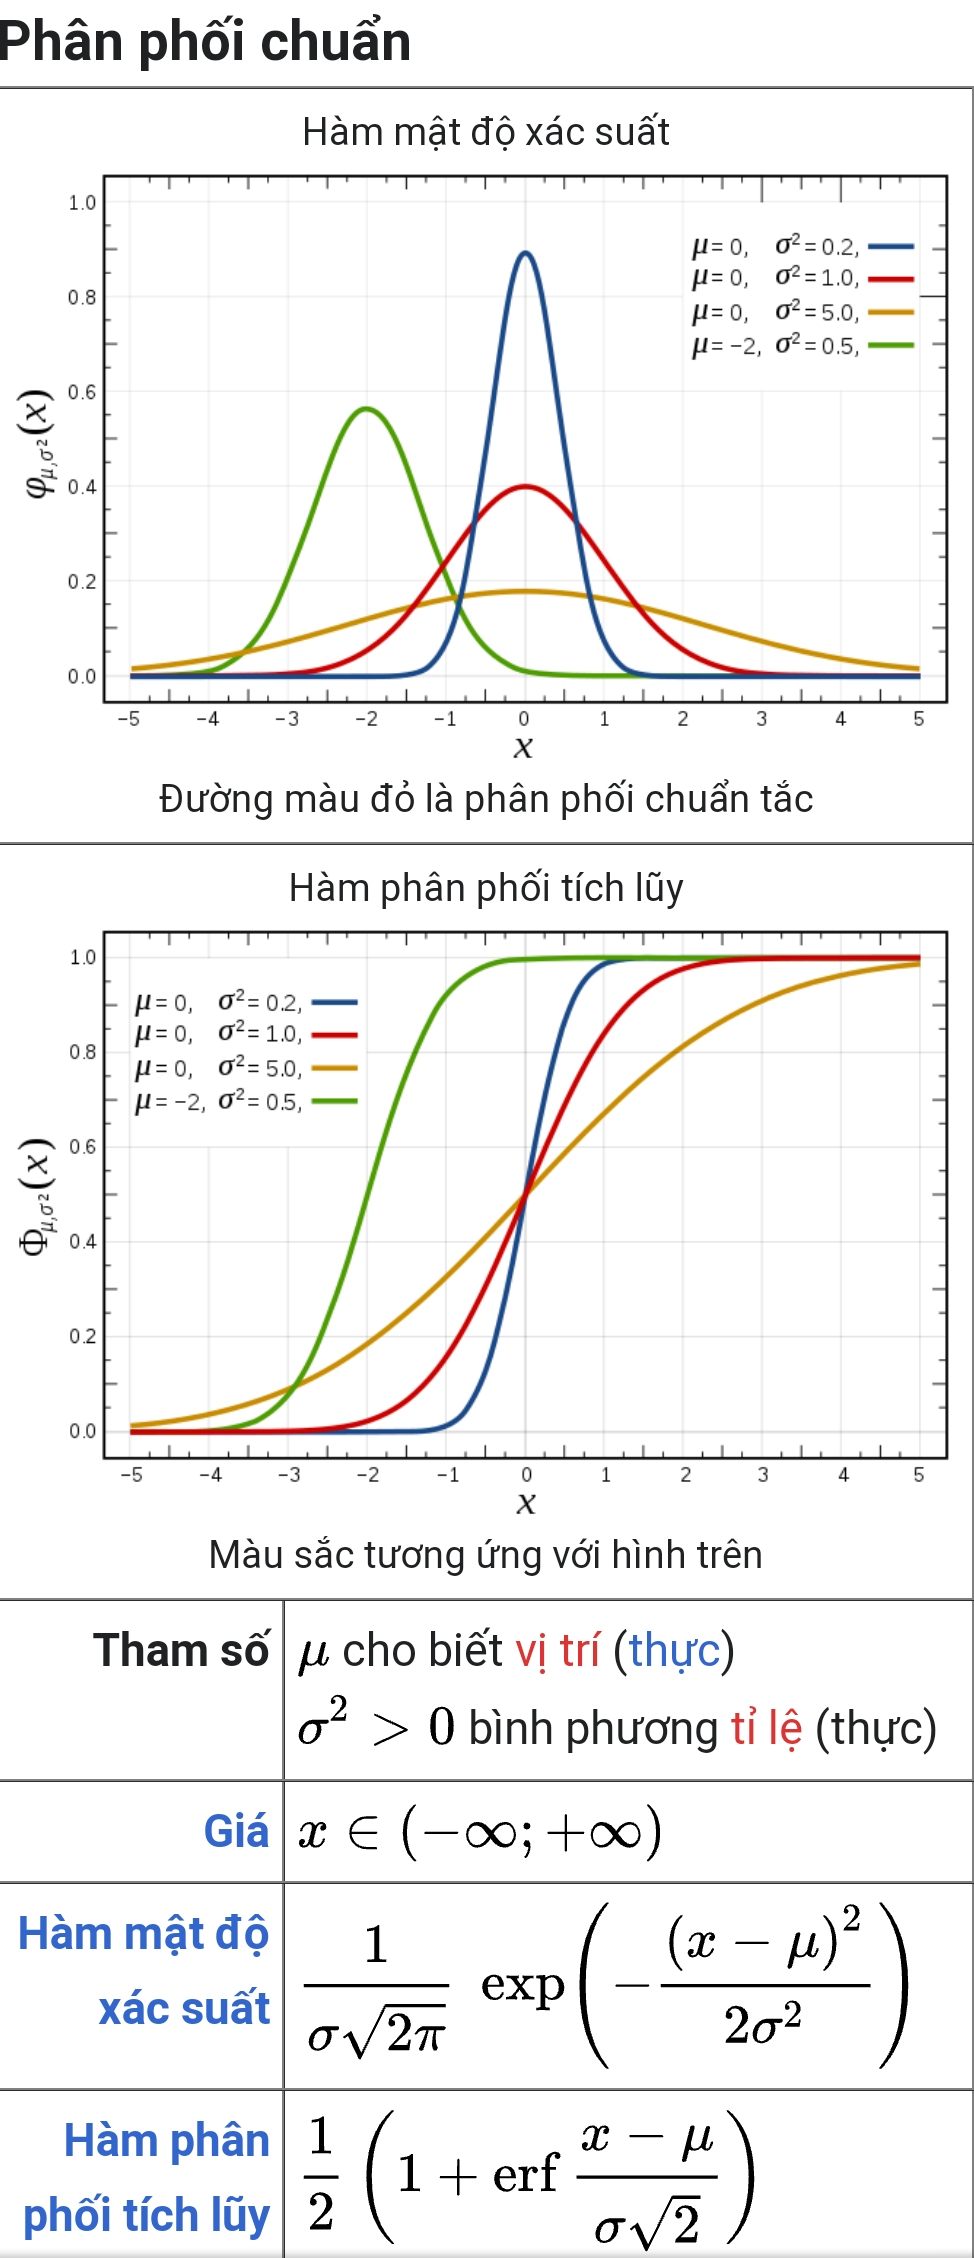 Phân phối chuẩn
Hàm mật độ xác suất
1.0
0.8
0.6
0.4
0.2
0.0
φμ,σ²(x)
μ= 0, σ²= 0.2,
μ= 0, σ²= 1.0,
μ= 0, σ²= 5.0,
μ= −2, σ²= 0.5,
−5 −4 −3 −2 −1 0 1 2 3 4 5
x
Đường màu đỏ là phân phối chuẩn tắc
Hàm phân phối tích lũy
1.0
0.8
0.6
0.4
0.2
0.0
Φμ,σ²(x)
μ= 0, σ²= 0.2,
μ= 0, σ²= 1.0,
μ= 0, σ²= 5.0,
μ= −2, σ²= 0.5,
−5 −4 −3 −2 −1 0 1 2 3 4 5
x
Màu sắc tương ứng với hình trên
Tham số
μ cho biết vị trí (thực)
σ² > 0 bình phương tỉ lệ (thực)
Giá
x ∈ (−∞; +∞)
Hàm mật độ
xác suất
1/(σ√(2π)) exp(−(x − μ)²/(2σ²))
Hàm phân
phối tích lũy
1/2 (1 + erf (x − μ)/(σ√2))